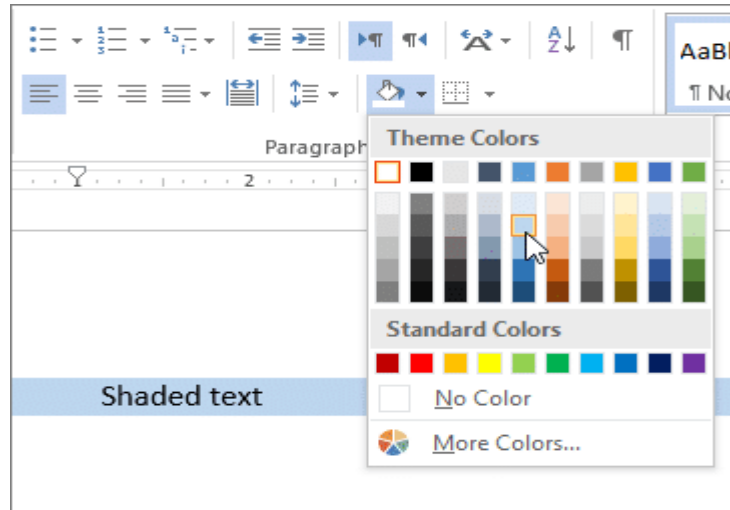 AaBl
¶ No
Paragraph
2
Theme Colors
Standard Colors
Shaded text
No Color
More Colors...